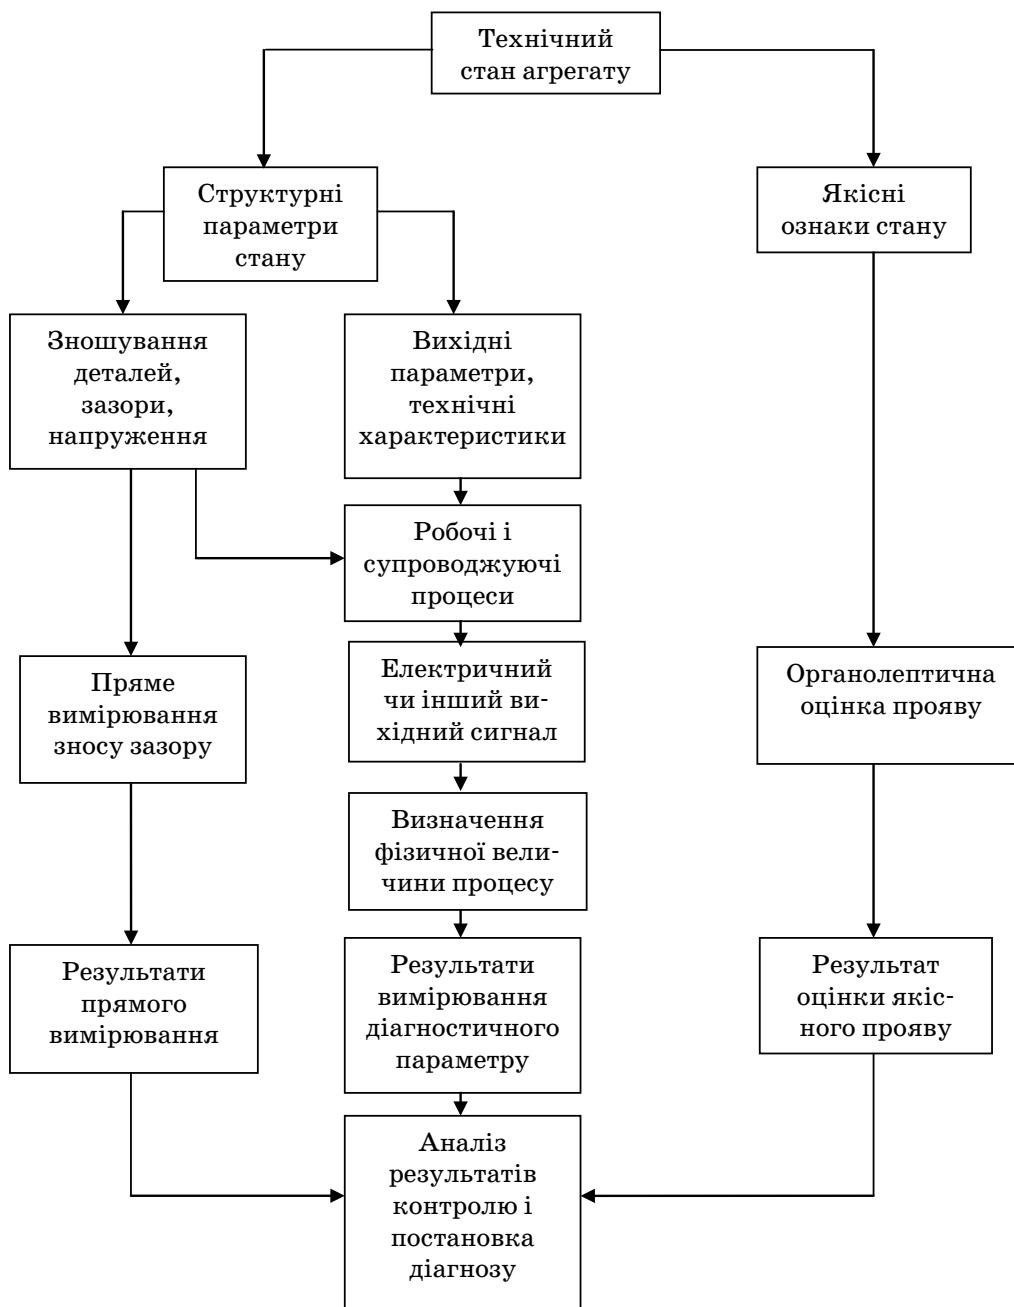 Технічний
стан агрегату
Структурні
параметри
стану
Якісні
ознаки стану
Зношування
деталей,
зазори,
напруження
Вихідні
параметри,
технічні
характеристики
Робочі і
супроводжуючі
процеси
Пряме
вимірювання
зносу зазору
Електричний
чи інший ви-
хідний сигнал
Органолептична
оцінка прояву
Визначення
фізичної вели-
чини процесу
Результати
прямого
вимірювання
Результати
вимірювання
діагностичного
параметру
Результат
оцінки якіс-
ного прояву
Аналіз
результатів
контролю і
постановка
діагнозу